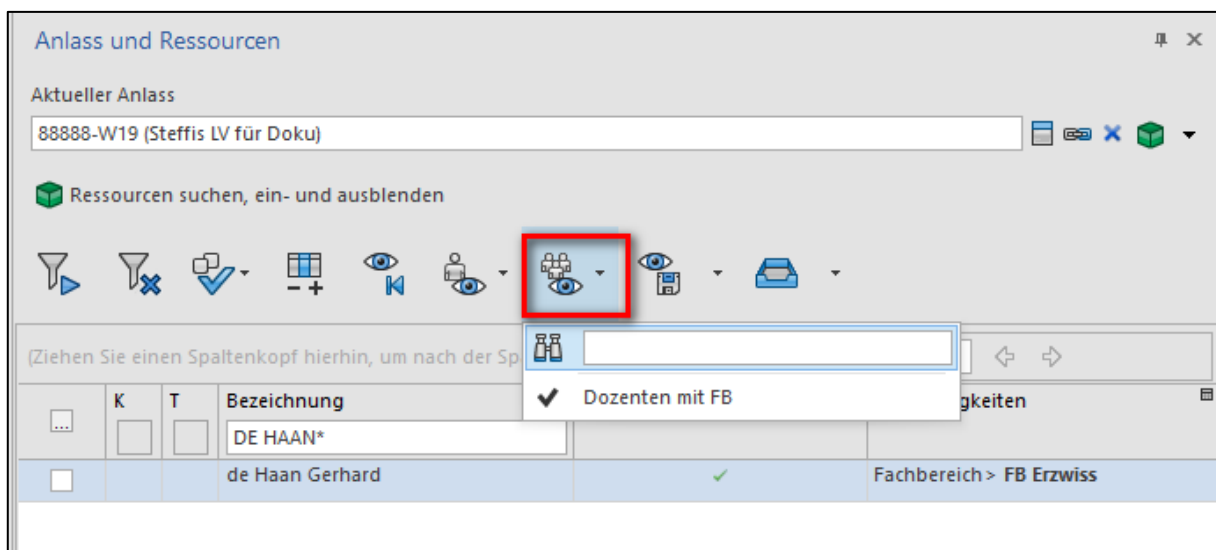 Anlass und Ressourcen
Aktueller Anlass
88888-W19 (Steffis LV für Doku)
Ressourcen suchen, ein- und ausblenden
(Ziehen Sie einen Spaltenkopf hierhin, um nach der Sp
Dozenten mit FB
K T Bezeichnung gkeiten
...
DE HAAN*
de Haan Gerhard Fachbereich > FB Erzwiss